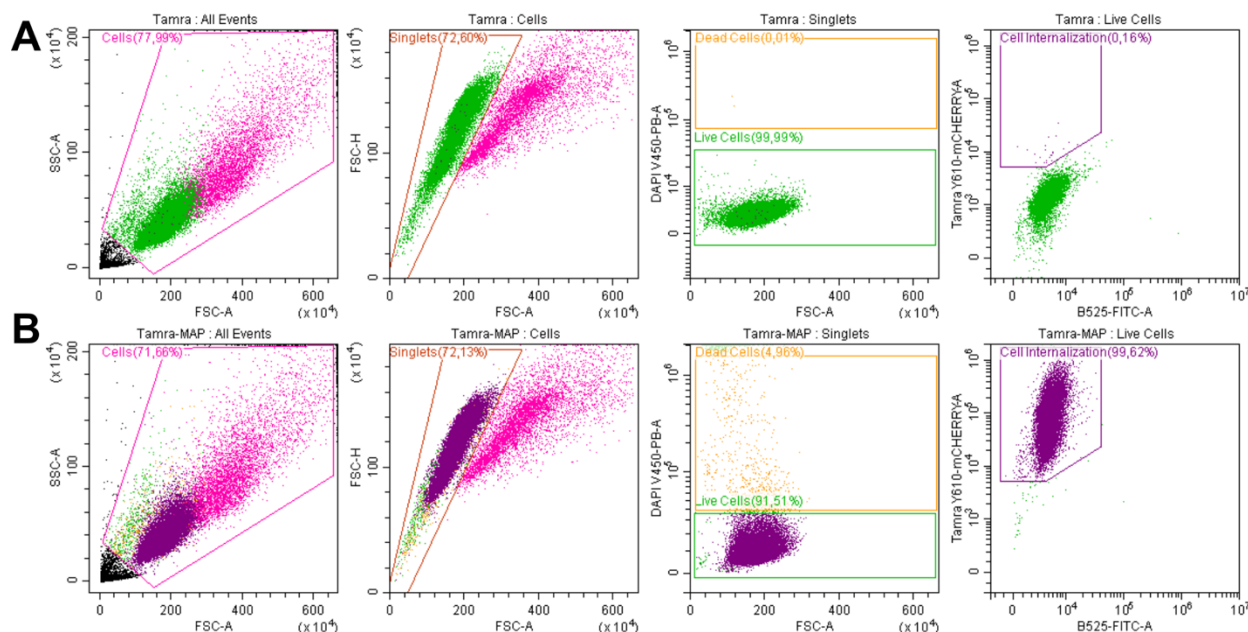 A
Tamra : All Events
Cells(77,99%)
SSC-A
(x 10⁴)
200
100
0
0 200 400 600
FSC-A (x 10⁴)
Tamra : Cells
Singlets(72,60%)
FSC-H
(x 10⁴)
100
0
0 200 400 600
FSC-A (x 10⁴)
Tamra : Singlets
Dead Cells(0,01%)
Live Cells(99,99%)
DAPI V450-PB-A
10⁶
10⁵
10⁴
0
0 200 400 600
FSC-A (x 10⁴)
Tamra : Live Cells
Cell Internalization(0,16%)
Tamra Y610-mCHERRY-A
10⁶
10⁵
10⁴
10³
0
0 10⁴ 10⁵ 10⁶ 10⁷
B525-FITC-A
B
Tamra-MAP : All Events
Cells(71,66%)
SSC-A
(x 10⁴)
200
100
0
0 200 400 600
FSC-A (x 10⁴)
Tamra-MAP : Cells
Singlets(72,13%)
FSC-H
(x 10⁴)
100
0
0 200 400 600
FSC-A (x 10⁴)
Tamra-MAP : Singlets
Dead Cells(4,96%)
Live Cells(91,51%)
DAPI V450-PB-A
10⁶
10⁶
0
0 200 400 600
FSC-A (x 10⁴)
Tamra-MAP : Live Cells
Cell Internalization(99,62%)
Tamra Y610-mCHERRY-A
10⁶
10⁵
10⁴
10³
0
0 10⁴ 10⁵ 10⁶ 10⁷
B525-FITC-A